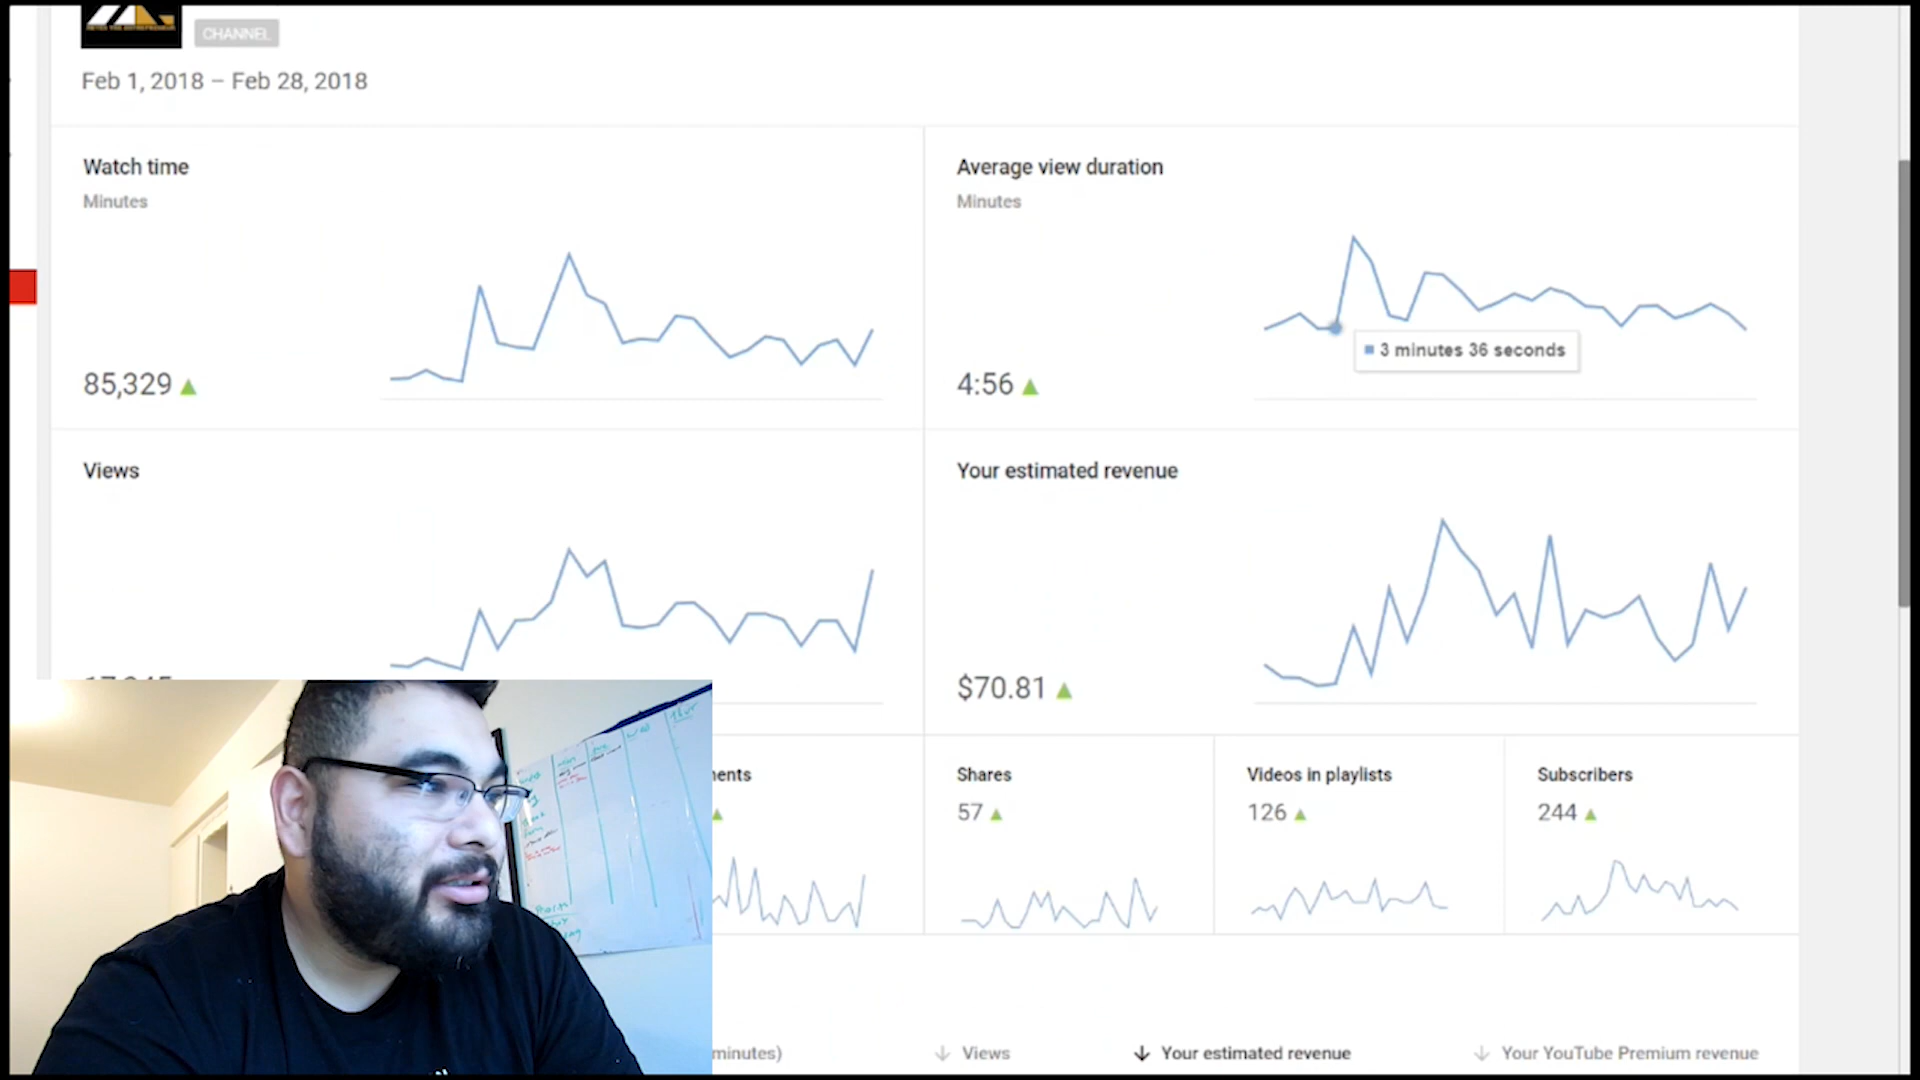 CHANNEL
Feb 1, 2018 – Feb 28, 2018
Watch time
Minutes
85,329
Average view duration
Minutes
3 minutes 36 seconds
4:56
Views
Your estimated revenue
$70.81
ents
Shares
57
Videos in playlists
126
Subscribers
244
minutes)
Views
Your estimated revenue
Your YouTube Premium revenue